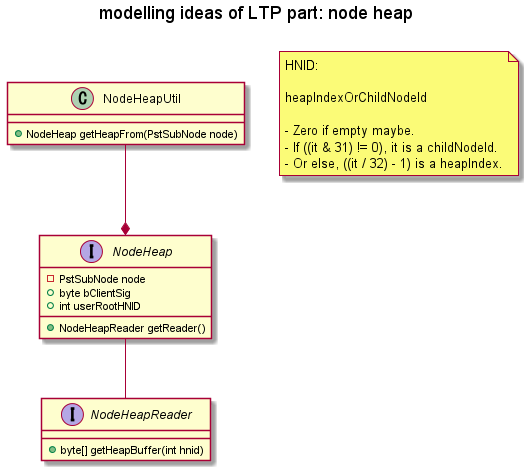 modelling ideas of LTP part: node heap
C NodeHeapUtil
NodeHeap getHeapFrom(PstSubNode node)
HNID:
heapIndexOrChildNodeId
- Zero if empty maybe.
- If ((it & 31) != 0), it is a childNodeId.
- Or else, ((it / 32) - 1) is a heapIndex.
I NodeHeap
PstSubNode node
byte bClientSig
int userRootHNID
NodeHeapReader getReader()
I NodeHeapReader
byte[] getHeapBuffer(int hnid)